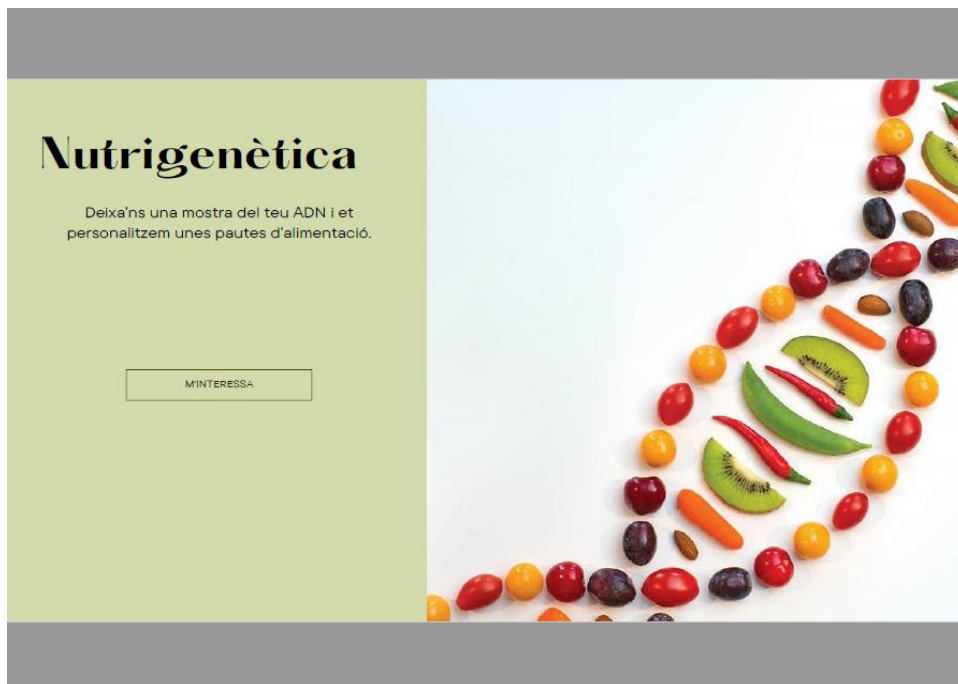 Nutrigenètica
Deixa'ns una mostra del teu ADN i et
personalitzem unes pautes d'alimentació.
M'INTERESSA